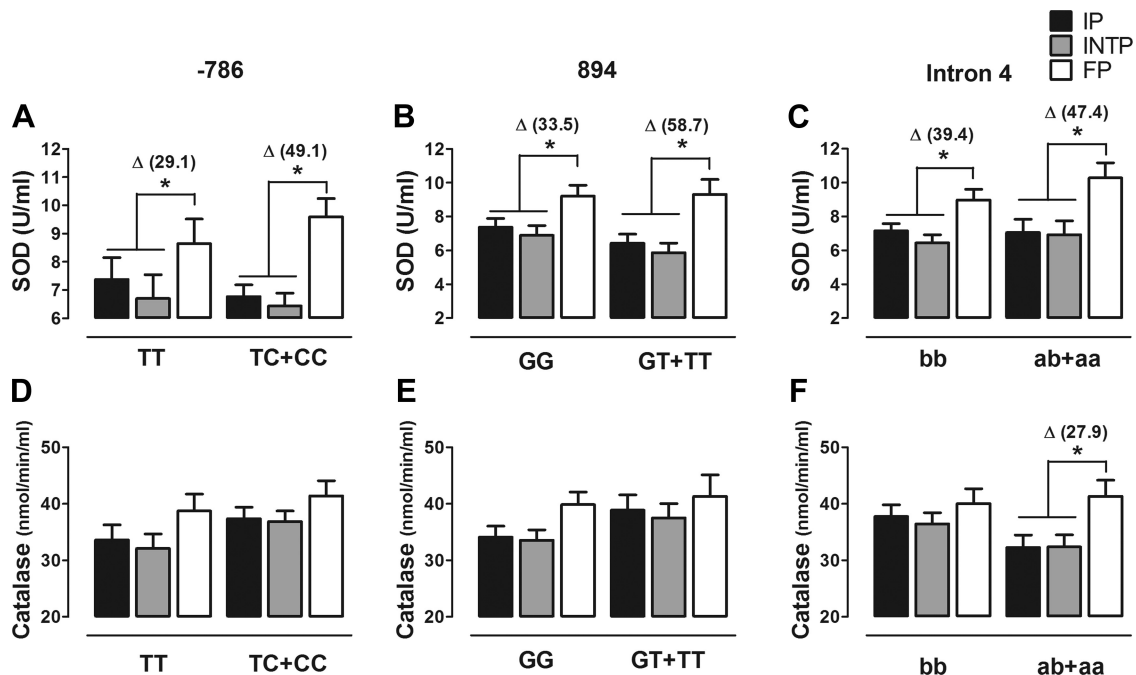 IP
INTP
FP
-786
894
Intron 4
A
Δ (29.1)
*
Δ (49.1)
*
SOD (U/ml)
12
11
10
9
8
7
6
TT
TC+CC
B
Δ (33.5)
*
Δ (58.7)
*
SOD (U/ml)
12
10
8
6
4
2
GG
GT+TT
C
Δ (39.4)
*
Δ (47.4)
*
SOD (U/ml)
12
10
8
6
4
2
bb
ab+aa
D
Catalase (nmol/min/ml)
50
40
30
20
TT
TC+CC
E
Catalase (nmol/min/ml)
50
40
30
20
GG
GT+TT
F
Δ (27.9)
*
Catalase (nmol/min/ml)
50
40
30
20
bb
ab+aa